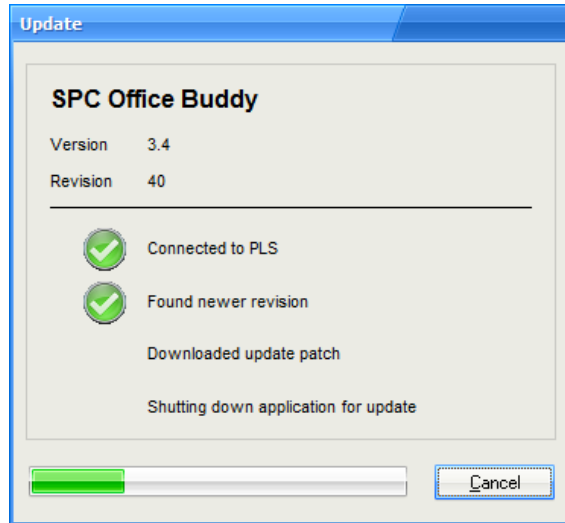 Update
SPC Office Buddy
Version 3.4
Revision 40
Connected to PLS
Found newer revision
Downloaded update patch
Shutting down application for update
Cancel